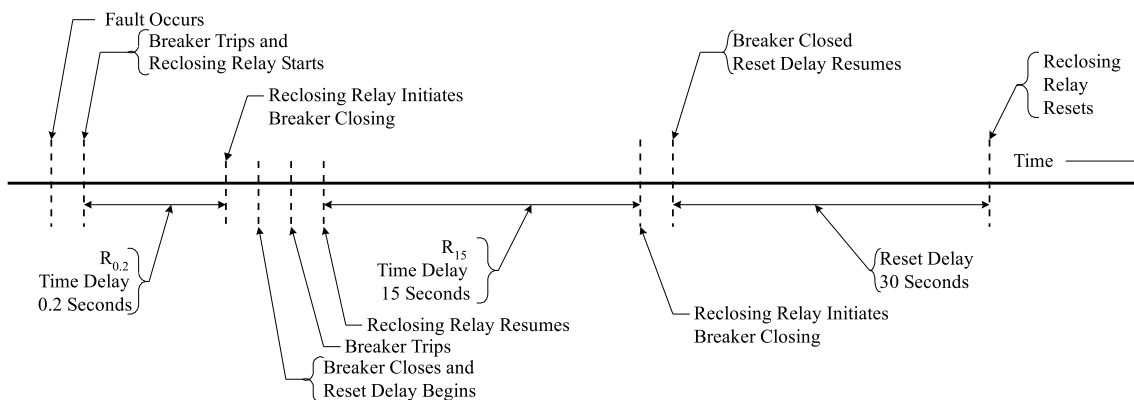 Fault Occurs
Breaker Trips and
Reclosing Relay Starts
Reclosing Relay Initiates
Breaker Closing
Breaker Closed
Reset Delay Resumes
Reclosing
Relay
Resets
Time
R0.2
Time Delay
0.2 Seconds
R15
Time Delay
15 Seconds
Reset Delay
30 Seconds
Reclosing Relay Initiates
Breaker Closing
Reclosing Relay Resumes
Breaker Trips
Breaker Closes and
Reset Delay Begins